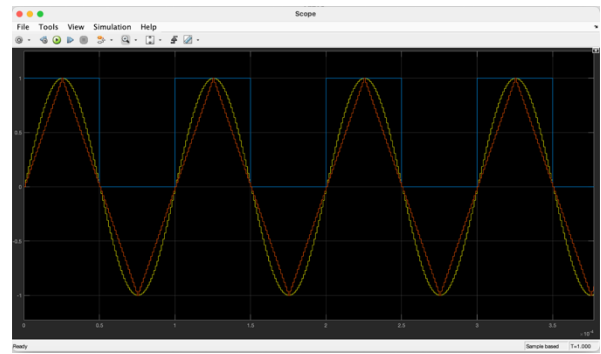 Scope
File Tools View Simulation Help
1
0.5
0
-0.5
-1
0 0.5 1 1.5 2 2.5 3 3.5
×10⁻⁴
Ready Sample based T=1.000